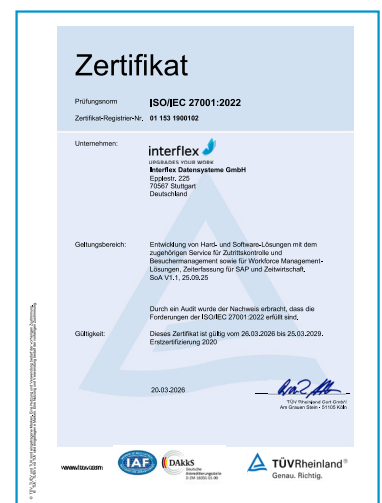 Zertifikat
Prüfungsnorm ISO/IEC 27001:2022
Zertifikat-Registrier-Nr. 01 153 1900102
Unternehmen:
interflex
UPGRADES YOUR WORK
Interflex Datensysteme GmbH
Epplestr. 225
70567 Stuttgart
Deutschland
Geltungsbereich: Entwicklung von Hard- und Software-Lösungen mit dem
zugehörigen Service für Zutrittskontrolle und
Besuchermanagement sowie für Workforce Management-
Lösungen, Zeiterfassung für SAP und Zeitwirtschaft.
SoA V1.1, 25.09.25
Durch ein Audit wurde der Nachweis erbracht, dass die
Forderungen der ISO/IEC 27001:2022 erfüllt sind.
Gültigkeit: Dieses Zertifikat ist gültig vom 26.03.2026 bis 25.03.2029.
Erstzertifizierung 2020
20.03.2026
TÜV Rheinland Cert GmbH
Am Grauen Stein · 51105 Köln
www.tuv.com
IAF
DAkkS
Deutsche
Akkreditierungsstelle
TÜVRheinland®
Genau. Richtig.